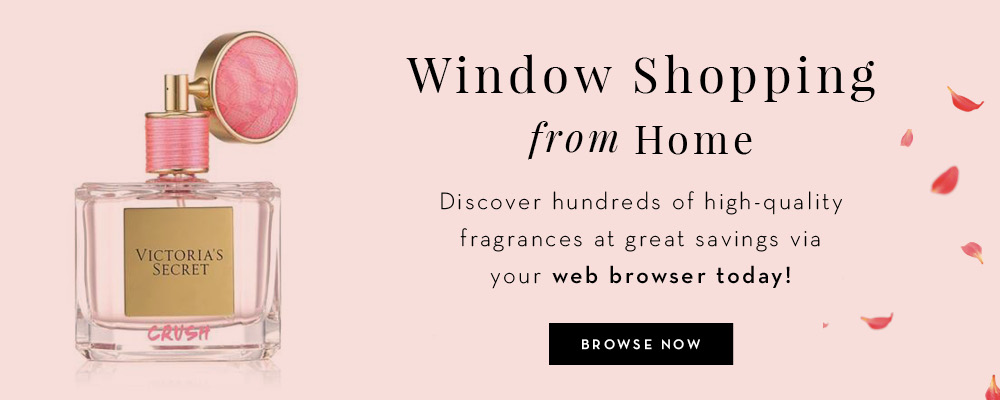 VICTORIA'S
SECRET
CRUSH
Window Shopping
from Home
Discover hundreds of high-quality
fragrances at great savings via
your web browser today!
BROWSE NOW